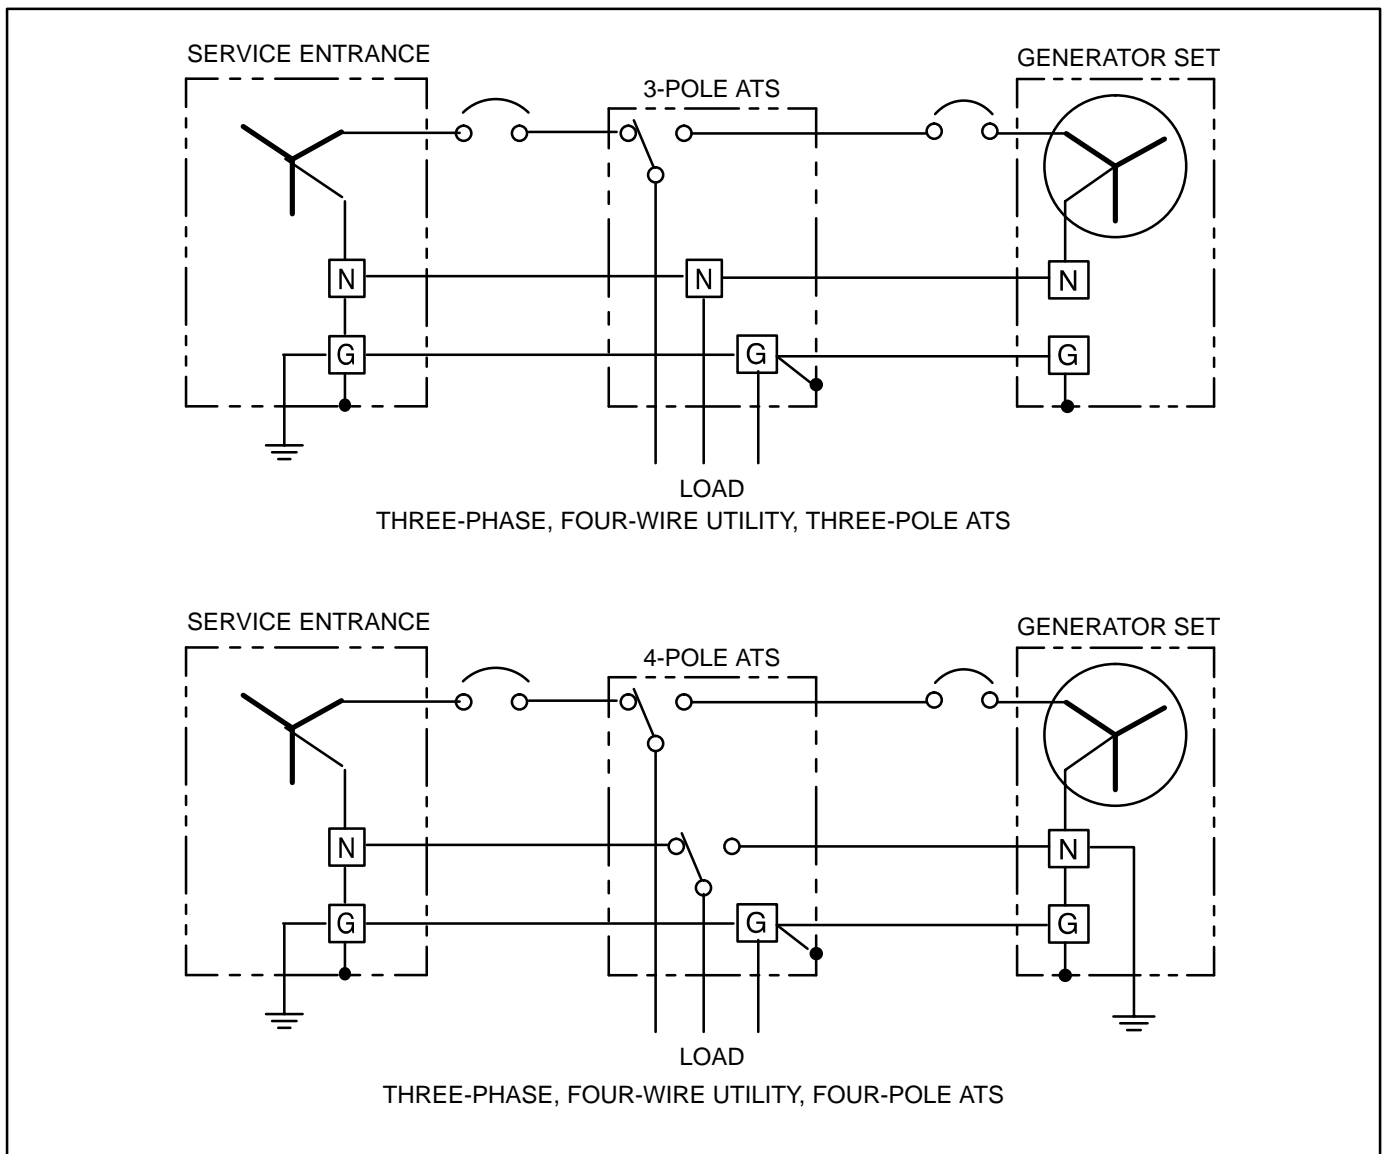 SERVICE ENTRANCE
GENERATOR SET
3-POLE ATS
N
N
N
G
G
G
LOAD
THREE-PHASE, FOUR-WIRE UTILITY, THREE-POLE ATS
SERVICE ENTRANCE
GENERATOR SET
4-POLE ATS
N
N
G
G
G
LOAD
THREE-PHASE, FOUR-WIRE UTILITY, FOUR-POLE ATS